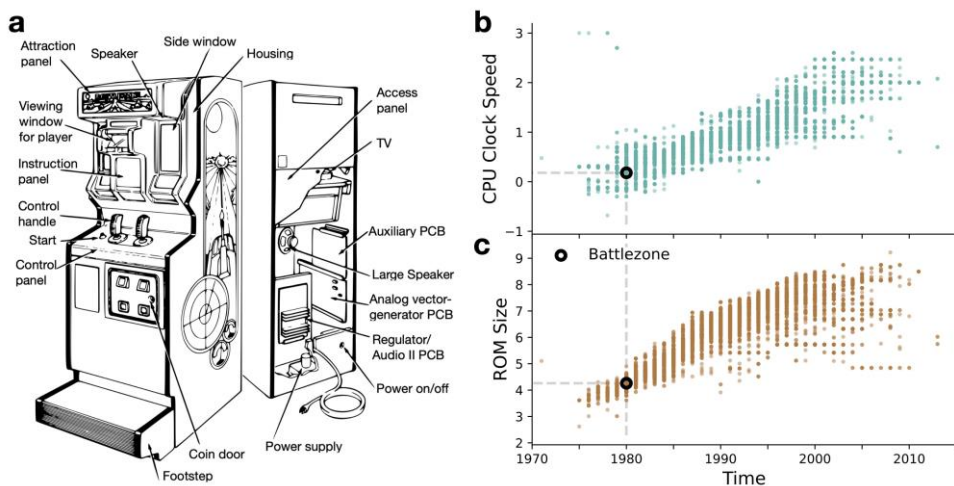 a
Attraction
panel
Speaker
Side window
Housing
Viewing
window
for player
Instruction
panel
Control
handle
Start
Control
panel
Coin door
Footstep
Access
panel
TV
Auxiliary PCB
Large Speaker
Analog vector-
generator PCB
Regulator/
Audio II PCB
Power on/off
Power supply
b
CPU Clock Speed
3
2
1
0
−1
c
Battlezone
ROM Size
9
8
7
6
5
4
3
2
1970
1980
1990
2000
2010
Time